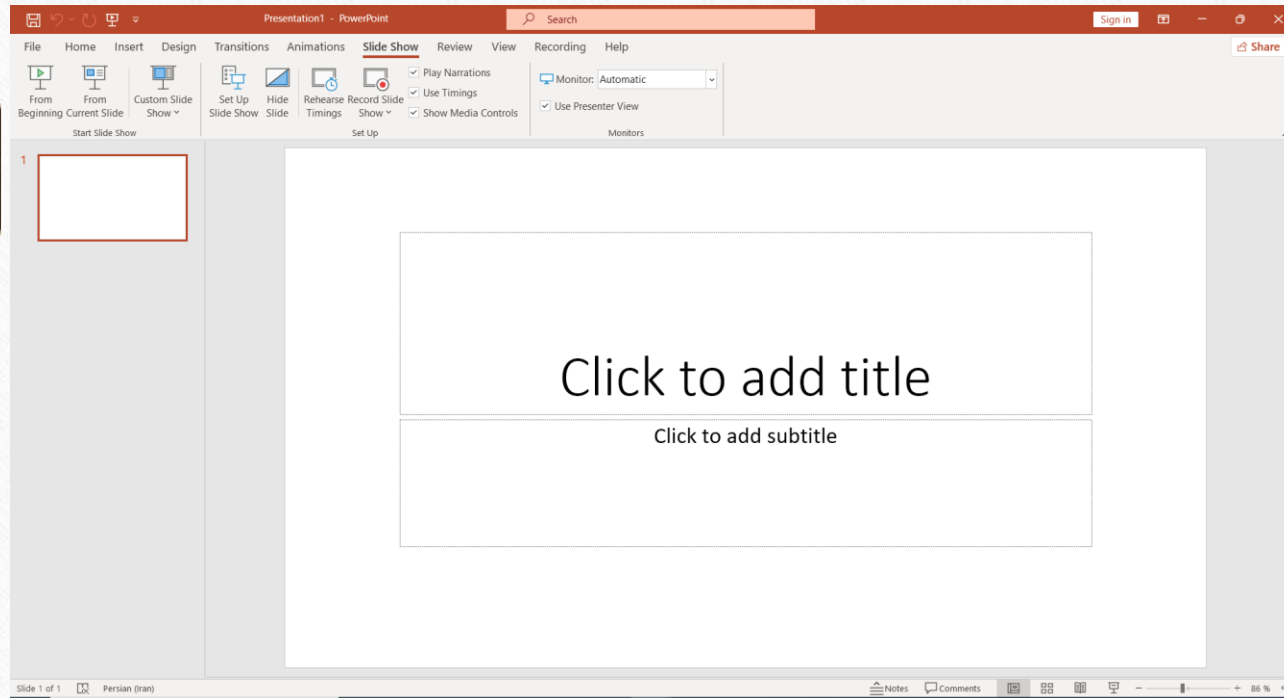 Presentation1 - PowerPoint
Search
Sign in
File Home Insert Design Transitions Animations Slide Show Review View Recording Help
Share
From Beginning
From Current Slide
Custom Slide Show
Start Slide Show
Set Up Slide Show
Hide Slide
Rehearse Timings
Record Slide Show
Play Narrations
Use Timings
Show Media Controls
Set Up
Monitor: Automatic
Use Presenter View
Monitors
1
Click to add title
Click to add subtitle
Slide 1 of 1 Persian (Iran) Notes Comments 86 %